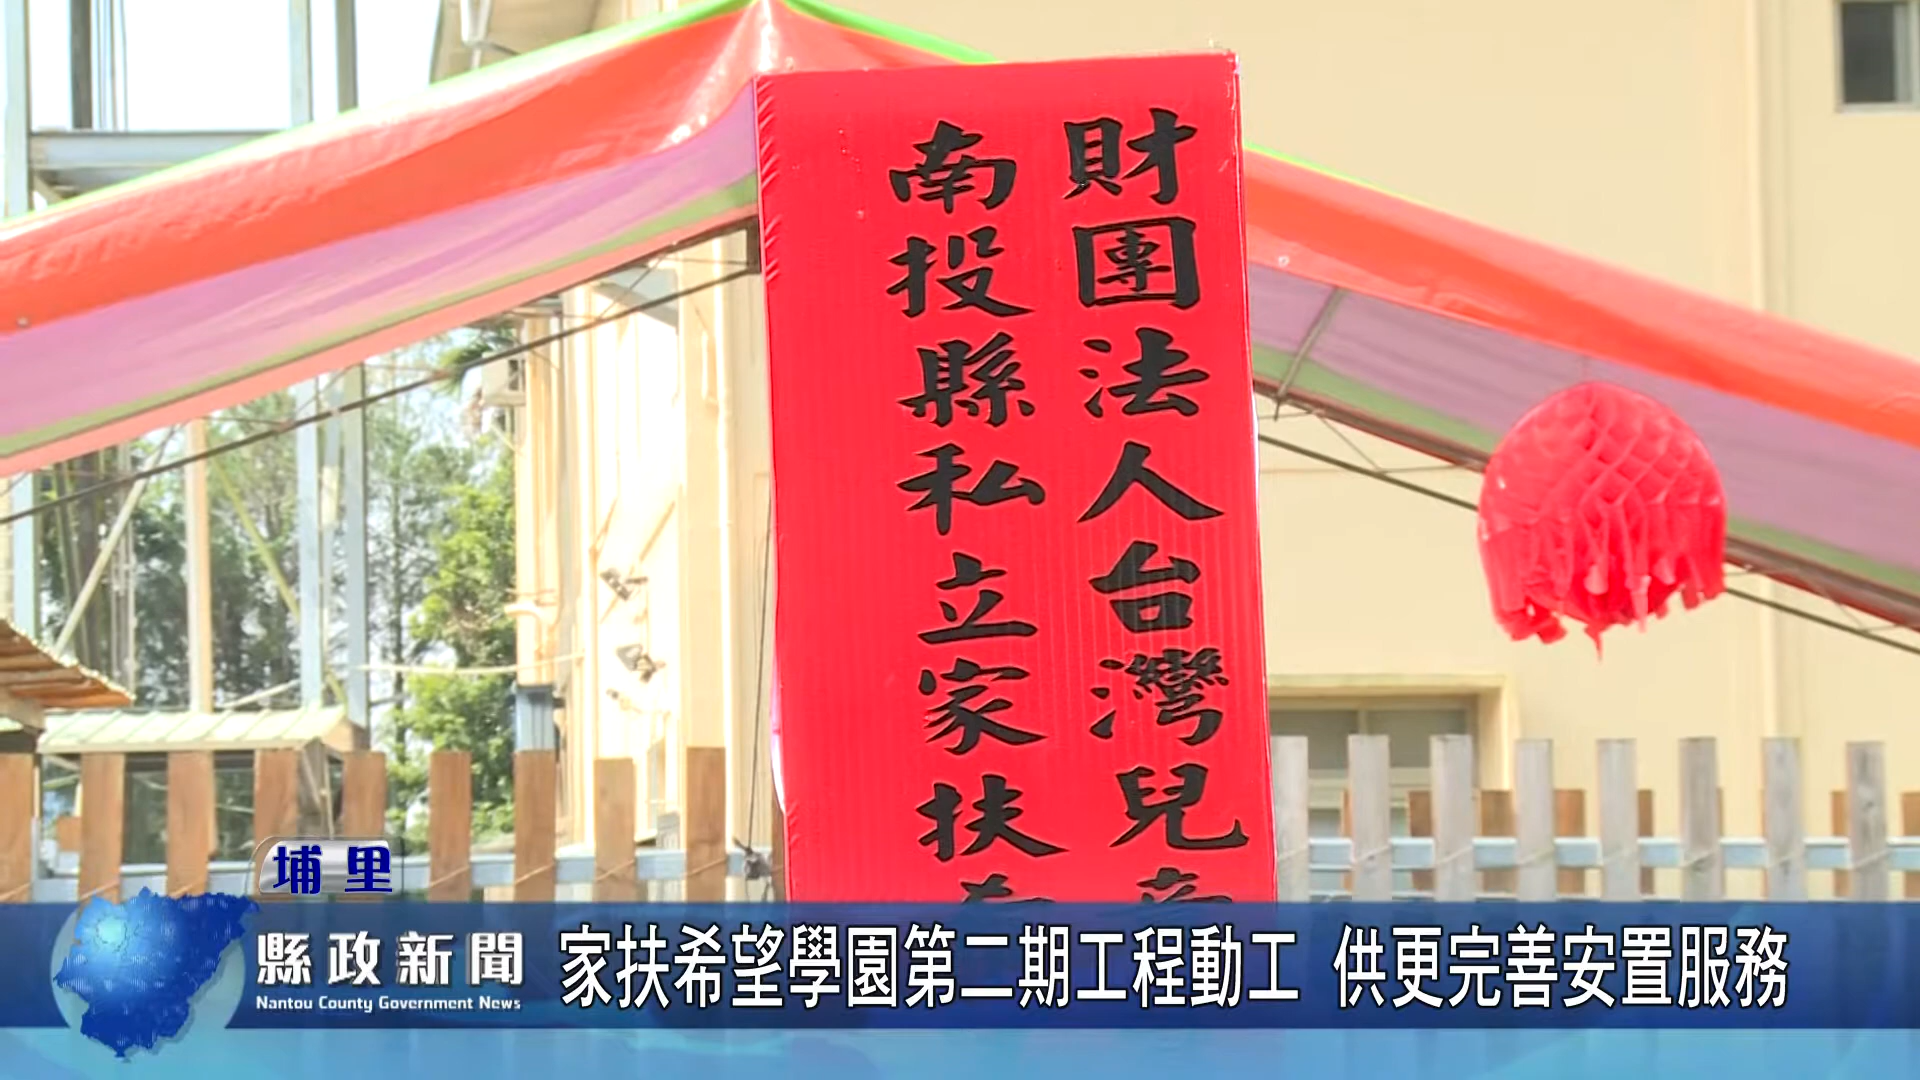 財團法人台灣兒
南投縣私立家扶
埔里
縣政新聞
Nantou County Government News
家扶希望學園第二期工程動工 供更完善安置服務